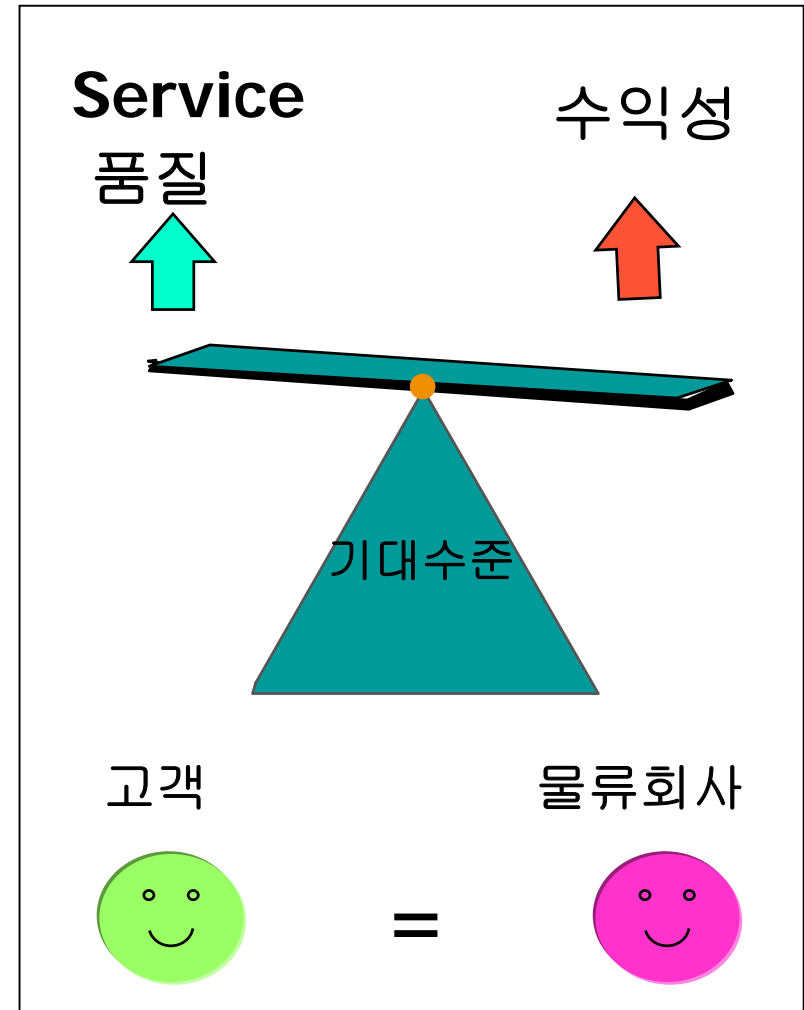 Service
품질
수익성
기대수준
고객
물류회사
=